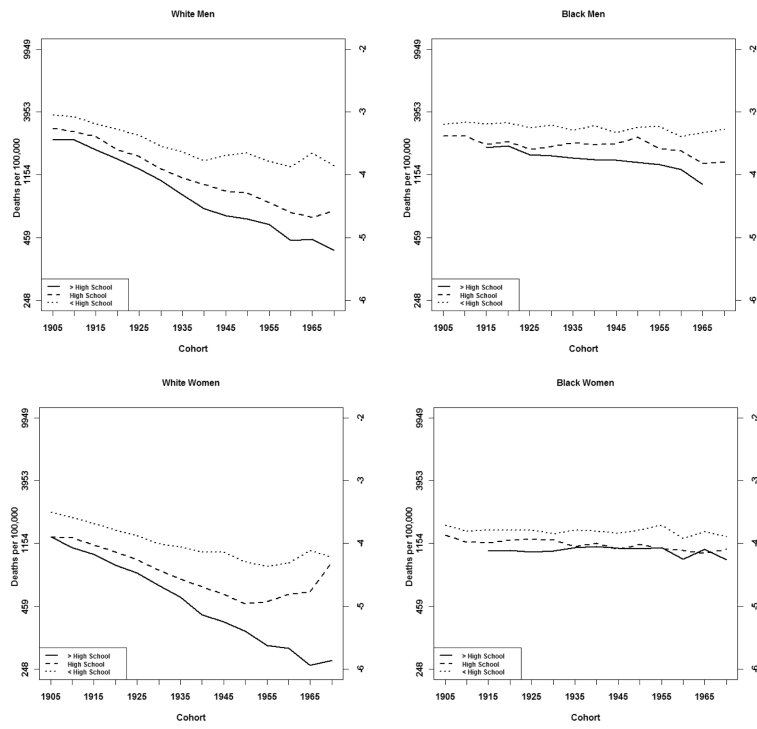 White Men
Deaths per 100,000
9949
3953
1154
459
248
-2
-3
-4
-5
-6
> High School
High School
< High School
1905 1915 1925 1935 1945 1955 1965
Cohort
Black Men
Deaths per 100,000
9949
3953
1154
459
248
-2
-3
-4
-5
-6
> High School
High School
< High School
1905 1915 1925 1935 1945 1955 1965
Cohort
White Women
Deaths per 100,000
9949
3953
1154
459
248
-2
-3
-4
-5
-6
> High School
High School
< High School
1905 1915 1925 1935 1945 1955 1965
Cohort
Black Women
Deaths per 100,000
9949
3953
1154
459
248
-2
-3
-4
-5
-6
> High School
High School
< High School
1905 1915 1925 1935 1945 1955 1965
Cohort